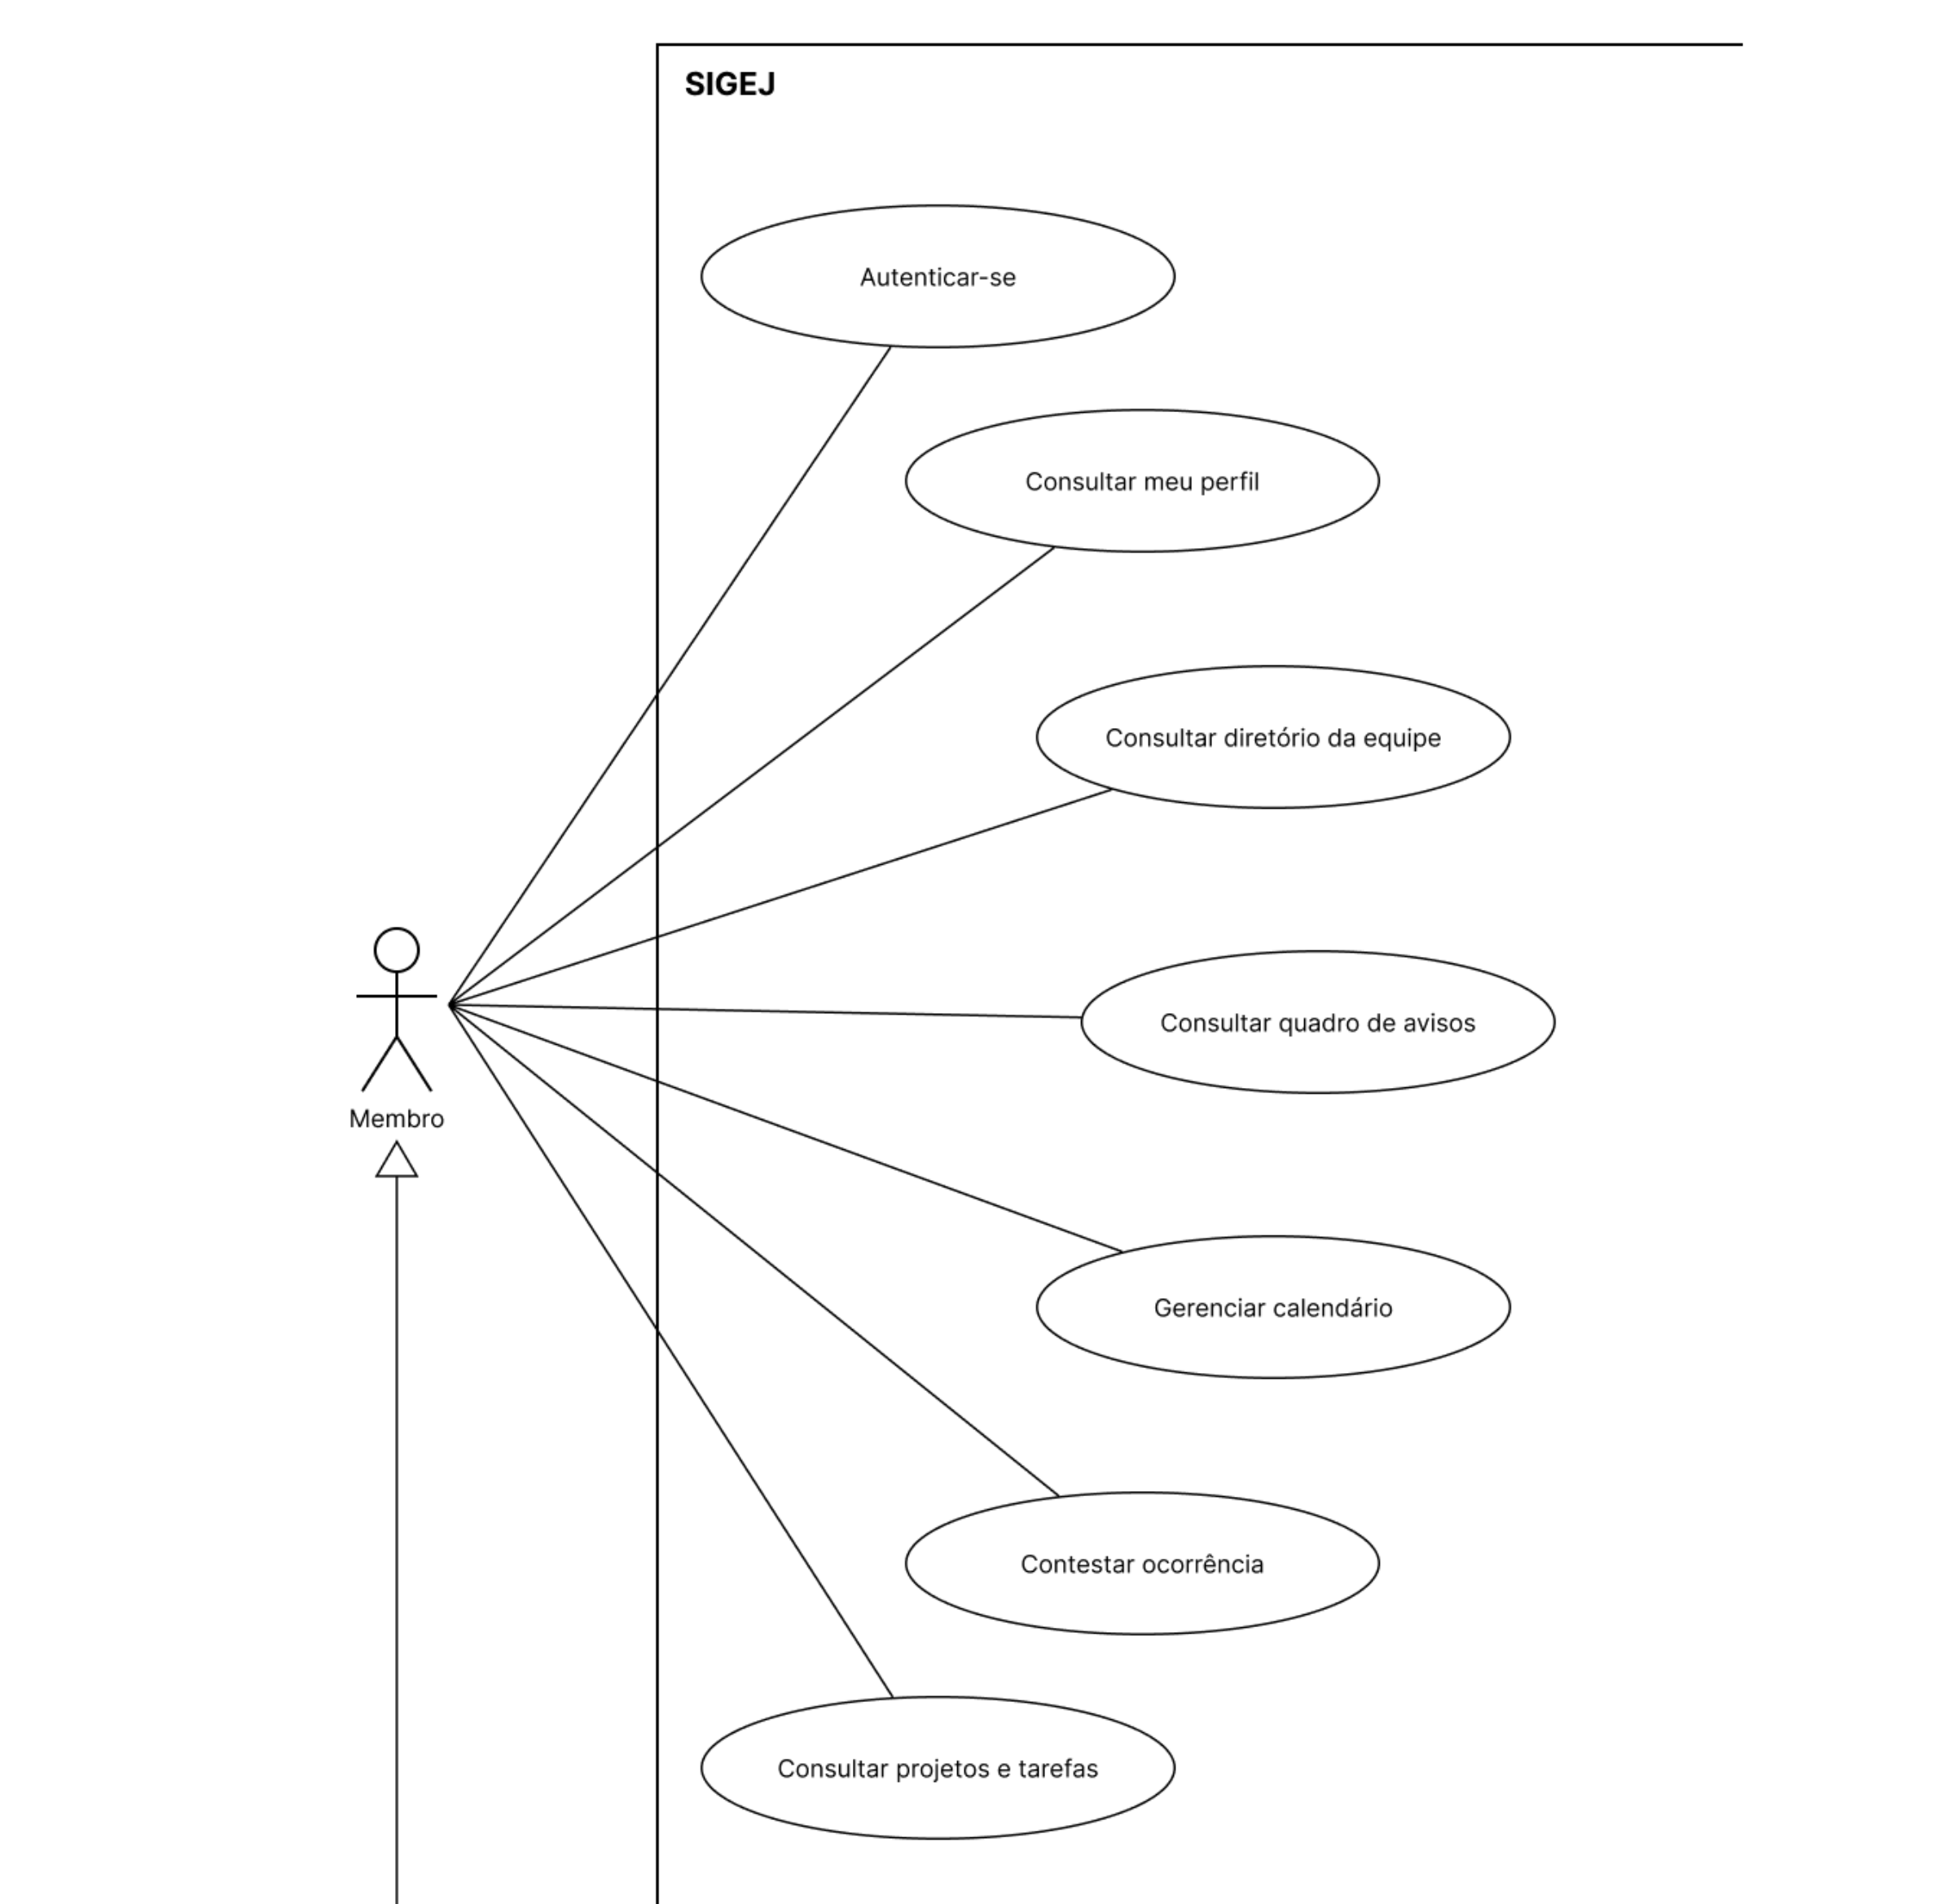 SIGEJ
Autenticar-se
Consultar meu perfil
Consultar diretório da equipe
Consultar quadro de avisos
Membro
Gerenciar calendário
Contestar ocorrência
Consultar projetos e tarefas